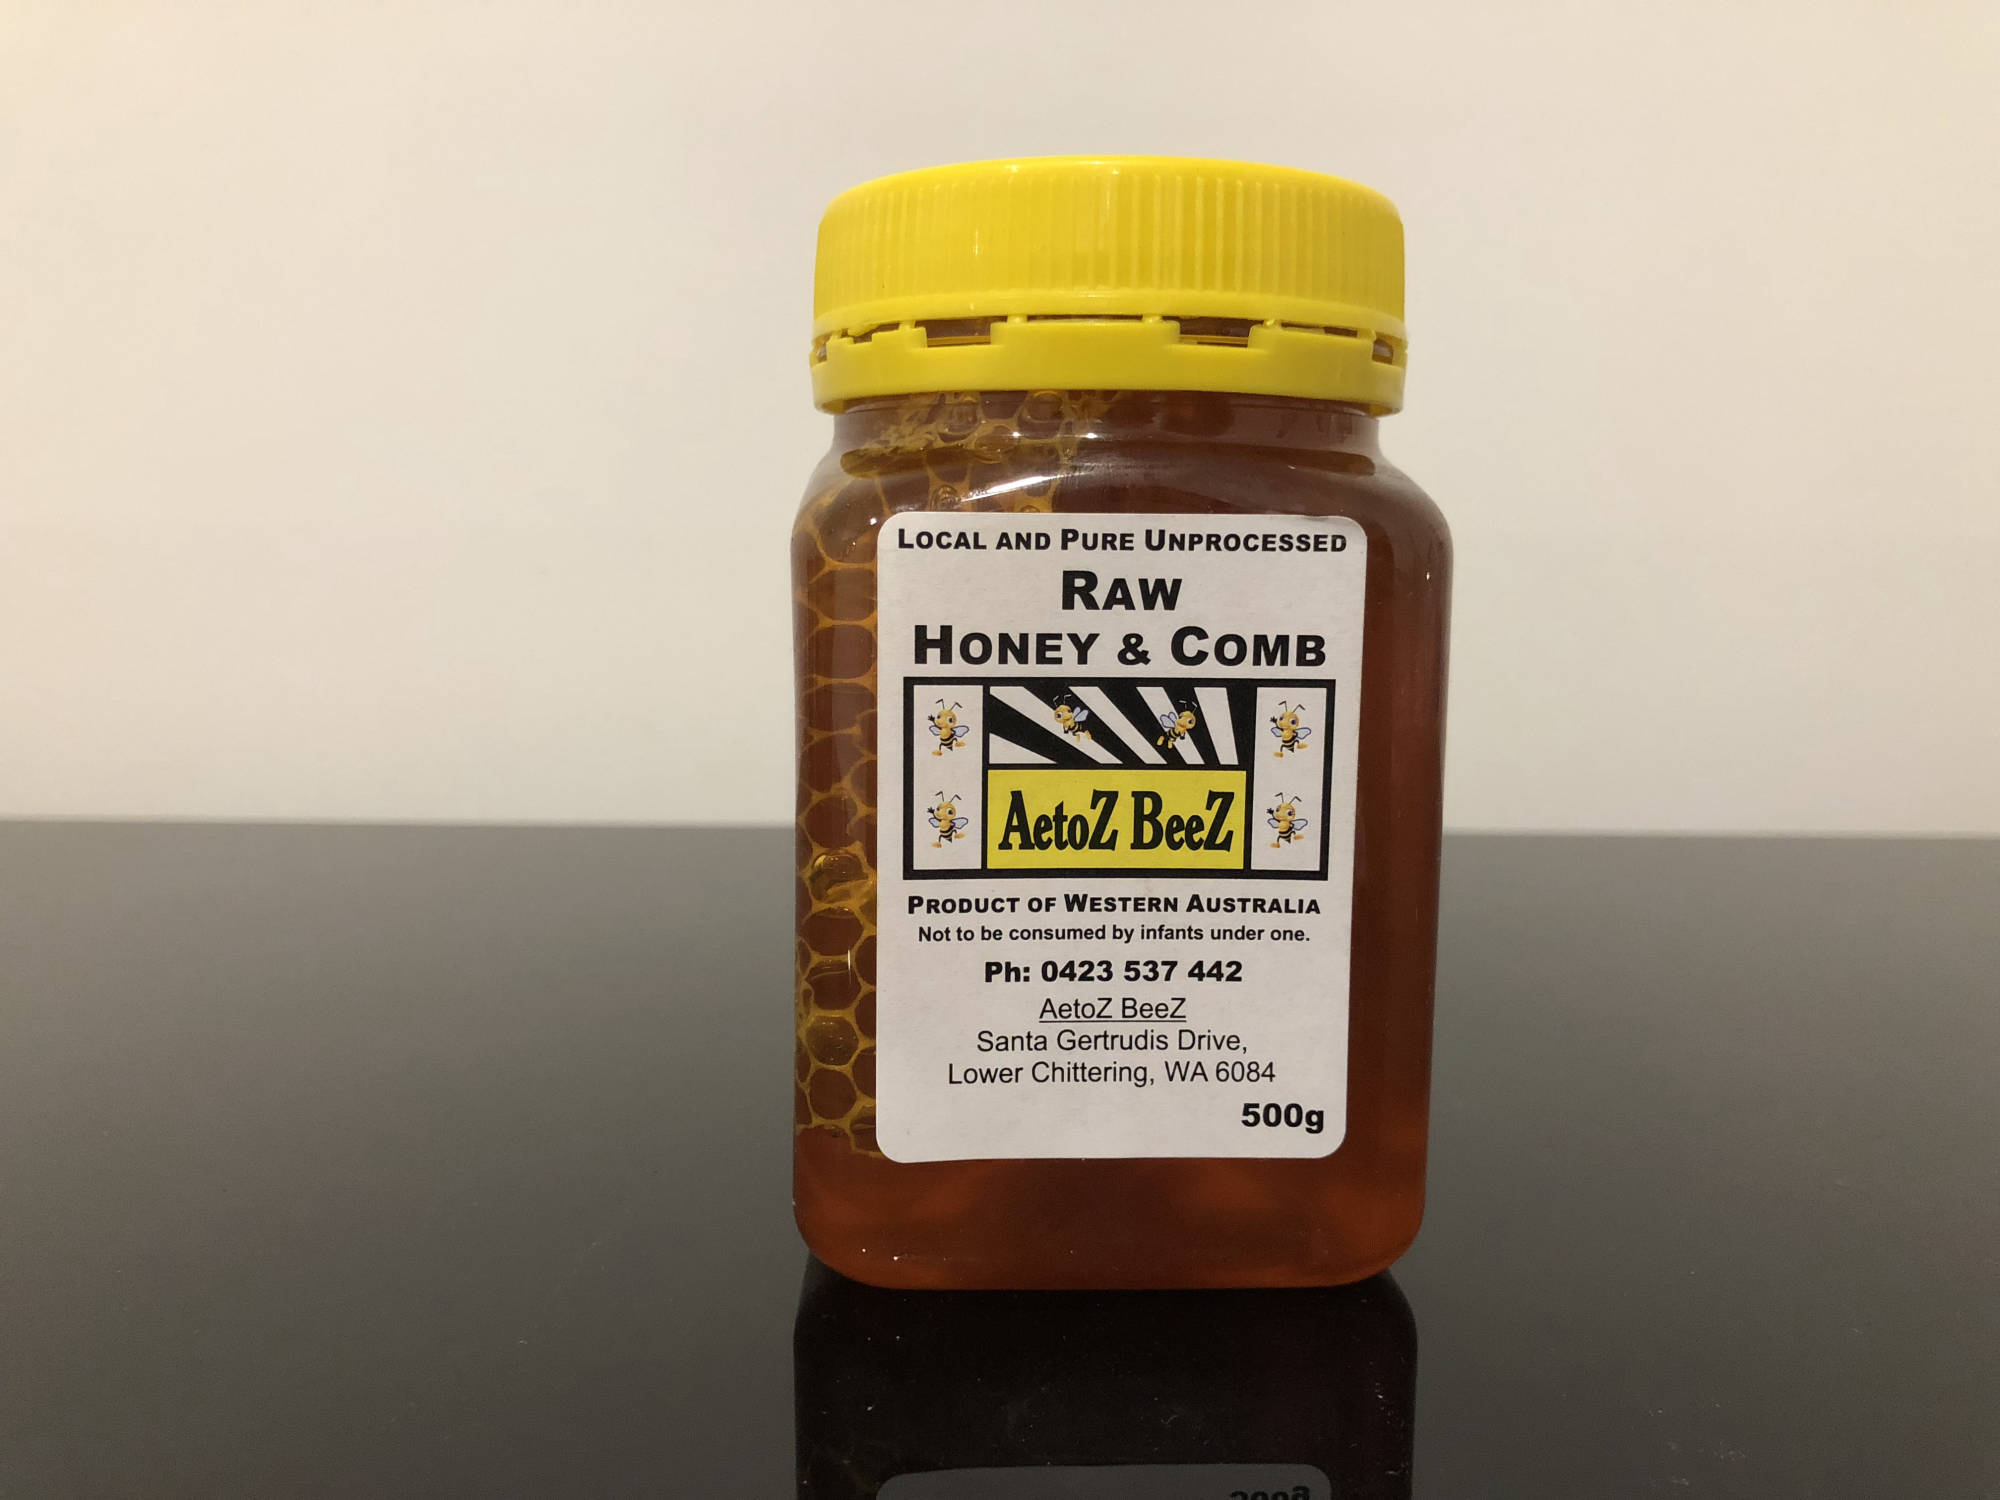 LOCAL AND PURE UNPROCESSED
RAW
HONEY & COMB
AetoZ BeeZ
PRODUCT OF WESTERN AUSTRALIA
Not to be consumed by infants under one.
Ph: 0423 537 442
AetoZ BeeZ
Santa Gertrudis Drive,
Lower Chittering, WA 6084
500g